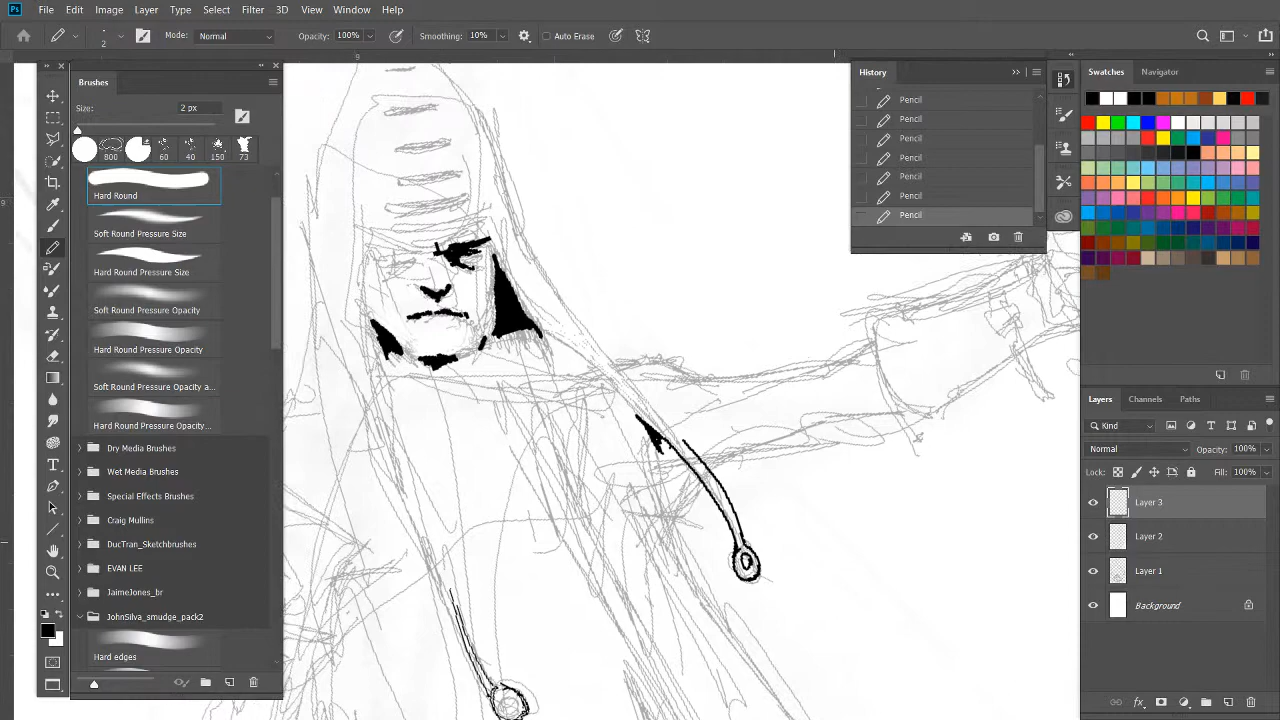 Ps File Edit Image Layer Type Select Filter 3D View Window Help
2 Mode: Normal Opacity: 100% Smoothing: 10% Auto Erase
9
9
Brushes
Size: 2 px
800 60 40 150 73
Hard Round
Soft Round Pressure Size
Hard Round Pressure Size
Soft Round Pressure Opacity
Hard Round Pressure Opacity
Soft Round Pressure Opacity a...
Hard Round Pressure Opacity...
Dry Media Brushes
Wet Media Brushes
Special Effects Brushes
Craig Mullins
DucTran_Sketchbrushes
EVAN LEE
JaimeJones_br
JohnSilva_smudge_pack2
Hard edges
History
Pencil
Pencil
Pencil
Pencil
Pencil
Pencil
Pencil
Swatches Navigator
Layers Channels Paths
Kind
Normal Opacity: 100%
Lock: Fill: 100%
Layer 3
Layer 2
Layer 1
Background
fx